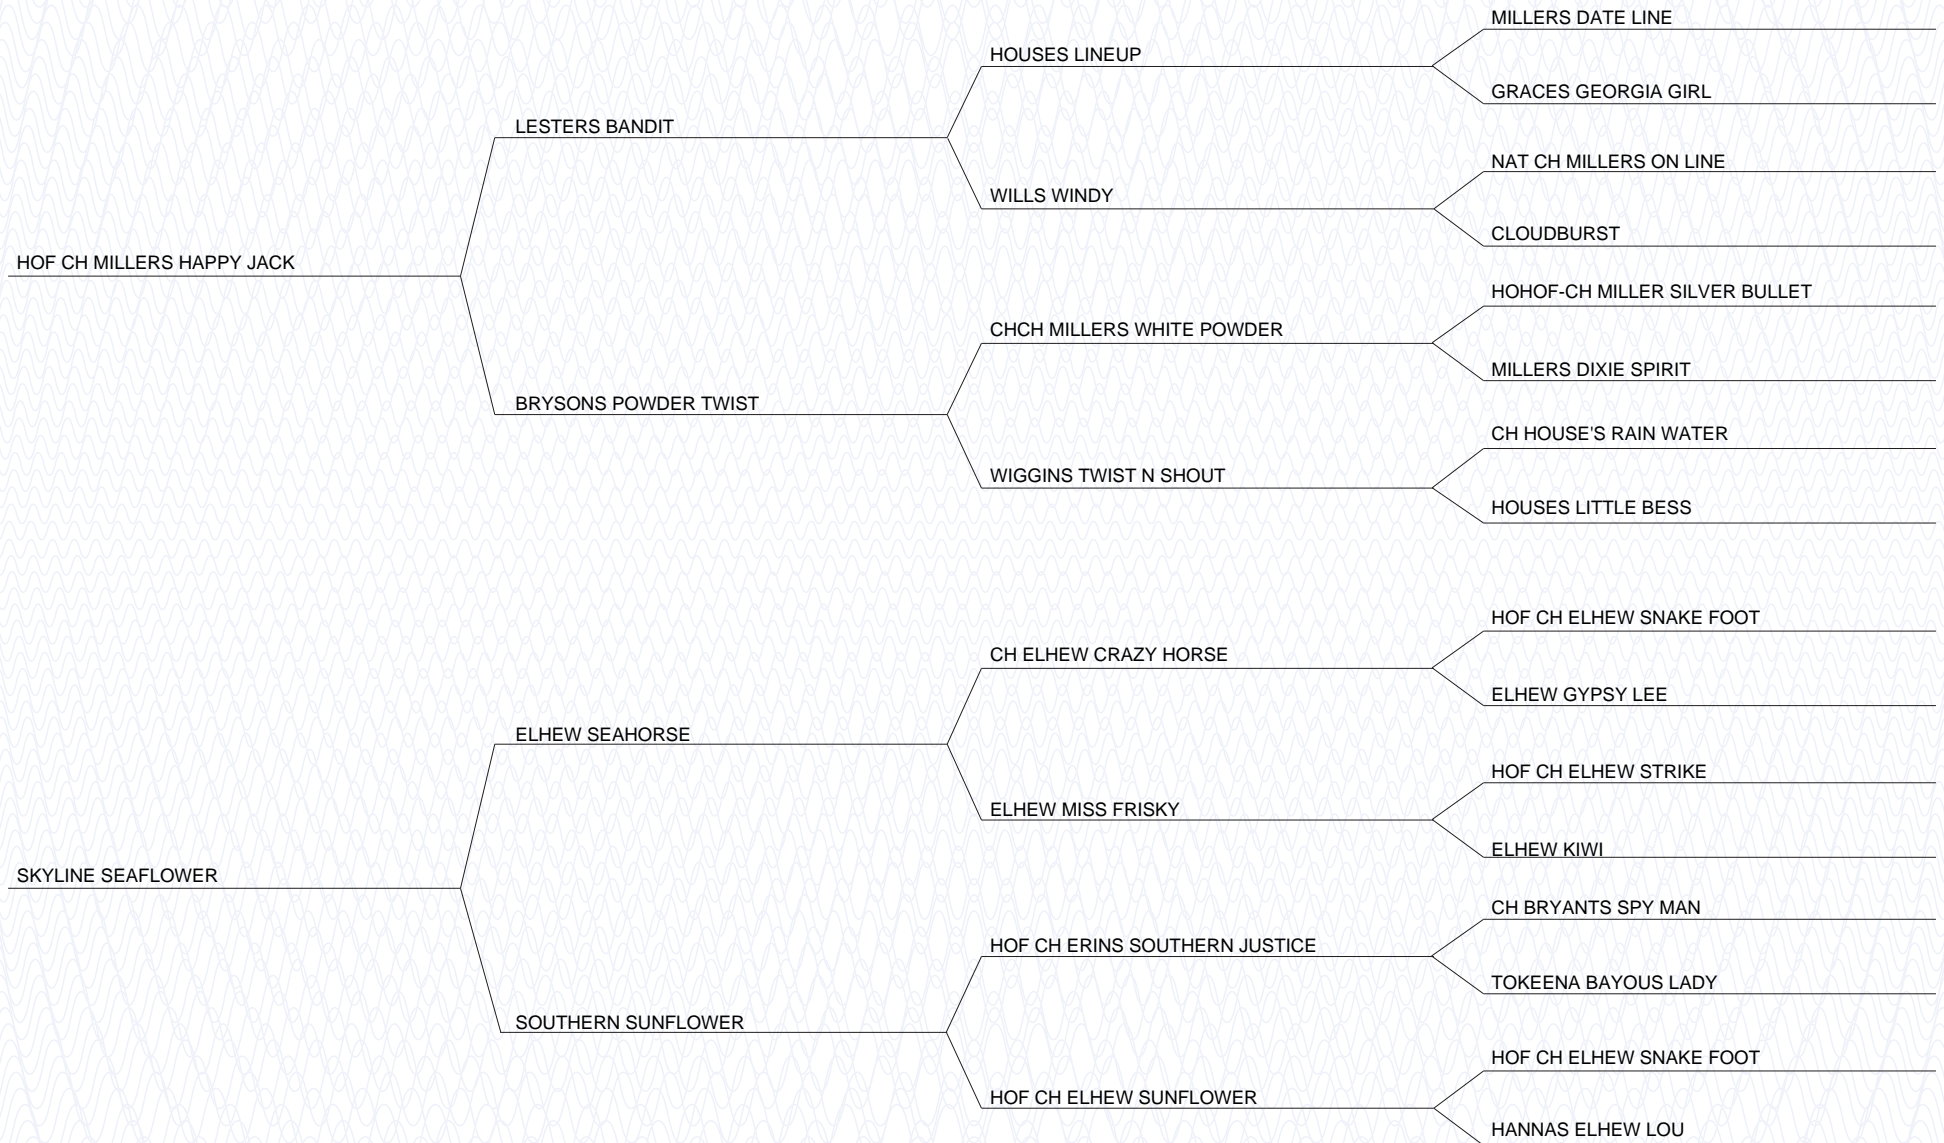 MILLERS DATE LINE
HOUSES LINEUP
GRACES GEORGIA GIRL
LESTERS BANDIT
NAT CH MILLERS ON LINE
WILLS WINDY
CLOUDBURST
HOF CH MILLERS HAPPY JACK
HOHOF-CH MILLER SILVER BULLET
CHCH MILLERS WHITE POWDER
MILLERS DIXIE SPIRIT
BRYSONS POWDER TWIST
CH HOUSE'S RAIN WATER
WIGGINS TWIST N SHOUT
HOUSES LITTLE BESS
HOF CH ELHEW SNAKE FOOT
CH ELHEW CRAZY HORSE
ELHEW GYPSY LEE
ELHEW SEAHORSE
HOF CH ELHEW STRIKE
ELHEW MISS FRISKY
ELHEW KIWI
SKYLINE SEAFLOWER
CH BRYANTS SPY MAN
HOF CH ERINS SOUTHERN JUSTICE
TOKEENA BAYOUS LADY
SOUTHERN SUNFLOWER
HOF CH ELHEW SNAKE FOOT
HOF CH ELHEW SUNFLOWER
HANNAS ELHEW LOU